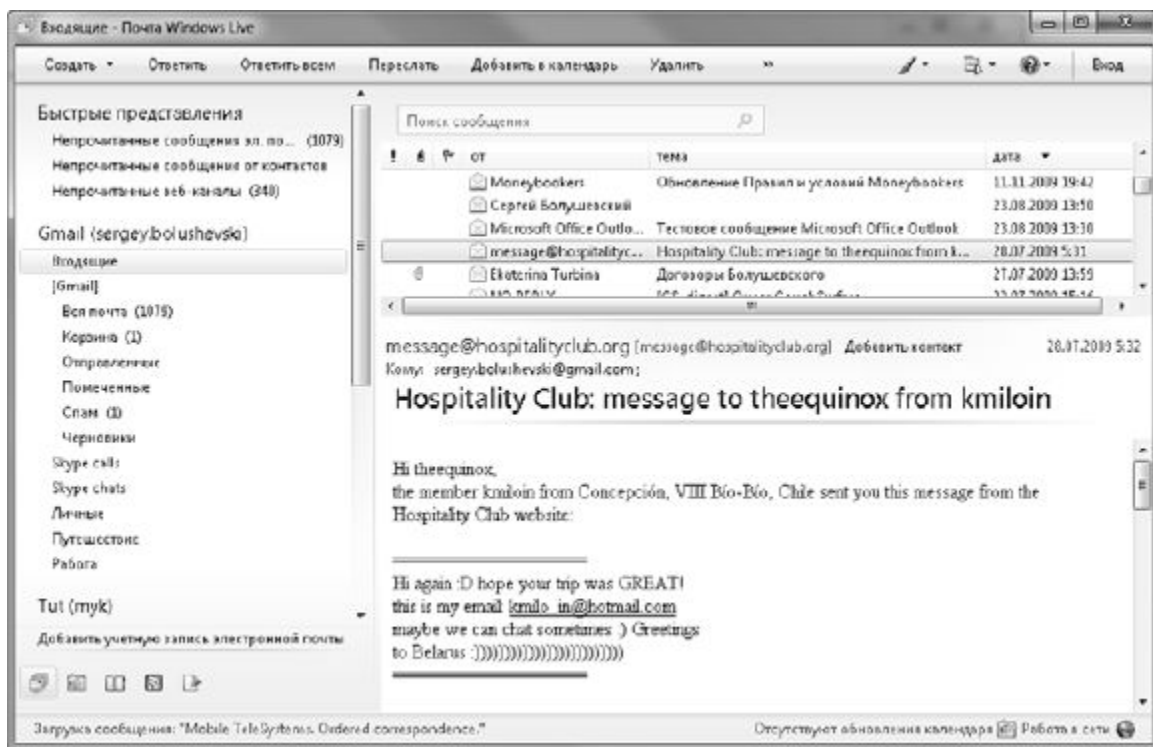 Входящие - Почта Windows Live
Создать Ответить Ответить всем Переслать Добавить в календарь Удалить » Вход
Быстрые представления
Непрочитанные сообщения эл. по... (1079)
Непрочитанные сообщения от контактов
Непрочитанные веб-каналы (348)
Gmail (sergey.bolushevski)
Входящие
[Gmail]
Вся почта (1079)
Корзина (1)
Отправленные
Помеченные
Спам (1)
Черновики
Skype calls
Skype chats
Личные
Путешествие
Работа
Tut (myk)
Добавить учетную запись электронной почты
Поиск сообщения
! от тема дата
Moneybookers Обновление Правил и условий Moneybookers 11.11.2009 19:42
Сергей Болушевский 23.08.2009 13:50
Microsoft Office Outlo... Тестовое сообщение Microsoft Office Outlook 23.08.2009 13:30
message@hospitalityc... Hospitality Club: message to theequinox from k... 28.07.2009 5:31
Ekaterina Turbina Договоры Болушевского 27.07.2009 13:59
message@hospitalityclub.org [message@hospitalityclub.org] Добавить контакт 28.07.2009 5:32
Кому: sergey.bolushevski@gmail.com;
Hospitality Club: message to theequinox from kmiloin
Hi theequinox,
the member kmiloin from Concepción, VIII Bío-Bío, Chile sent you this message from the
Hospitality Club website:
Hi again :D hope your trip was GREAT!
this is my email kmilo_in@hotmail.com
maybe we can chat sometimes :) Greetings
to Belarus :))))))))))))))))))))))))))))
Загрузка сообщения: "Mobile TeleSystems. Ordered correspondence." Отсутствуют обновления календаря Работа в сети